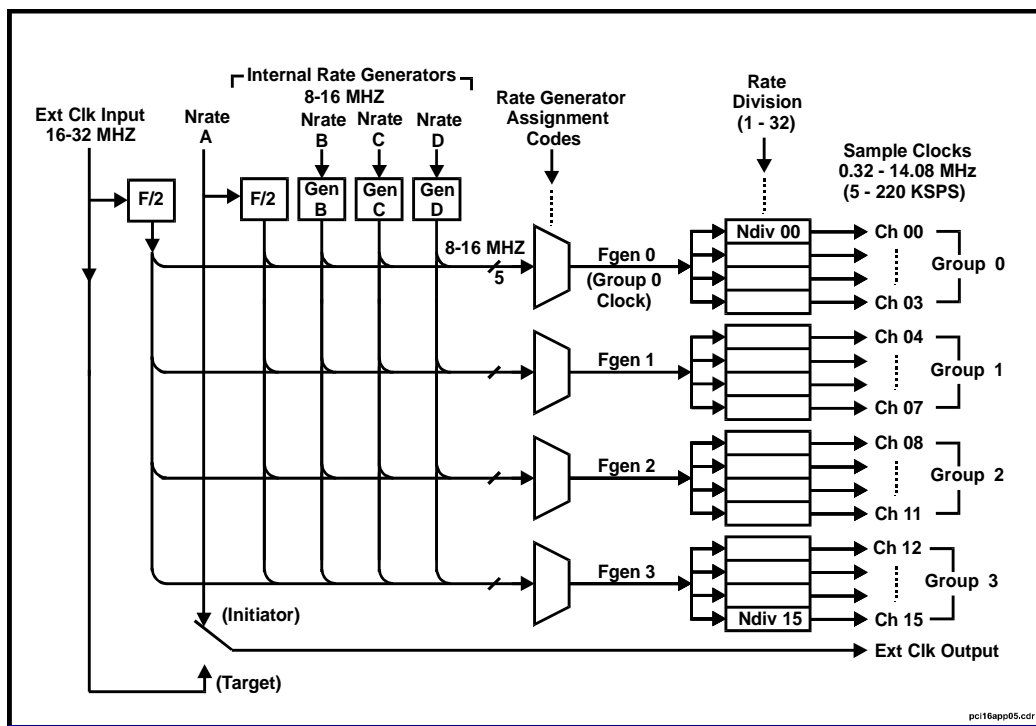 Internal Rate Generators
8-16 MHZ
Ext Clk Input
16-32 MHZ
Nrate
A
Nrate
B
Nrate
C
Nrate
D
Rate Generator
Assignment
Codes
Rate
Division
(1 - 32)
Sample Clocks
0.32 - 14.08 MHz
(5 - 220 KSPS)
F/2
F/2
Gen
B
Gen
C
Gen
D
8-16 MHZ
5
Fgen 0
(Group 0
Clock)
Ndiv 00
Ch 00
Ch 03
Group 0
Fgen 1
Ch 04
Ch 07
Group 1
Fgen 2
Ch 08
Ch 11
Group 2
Fgen 3
Ndiv 15
Ch 12
Ch 15
Group 3
(Initiator)
(Target)
Ext Clk Output
pci16app05.cdr